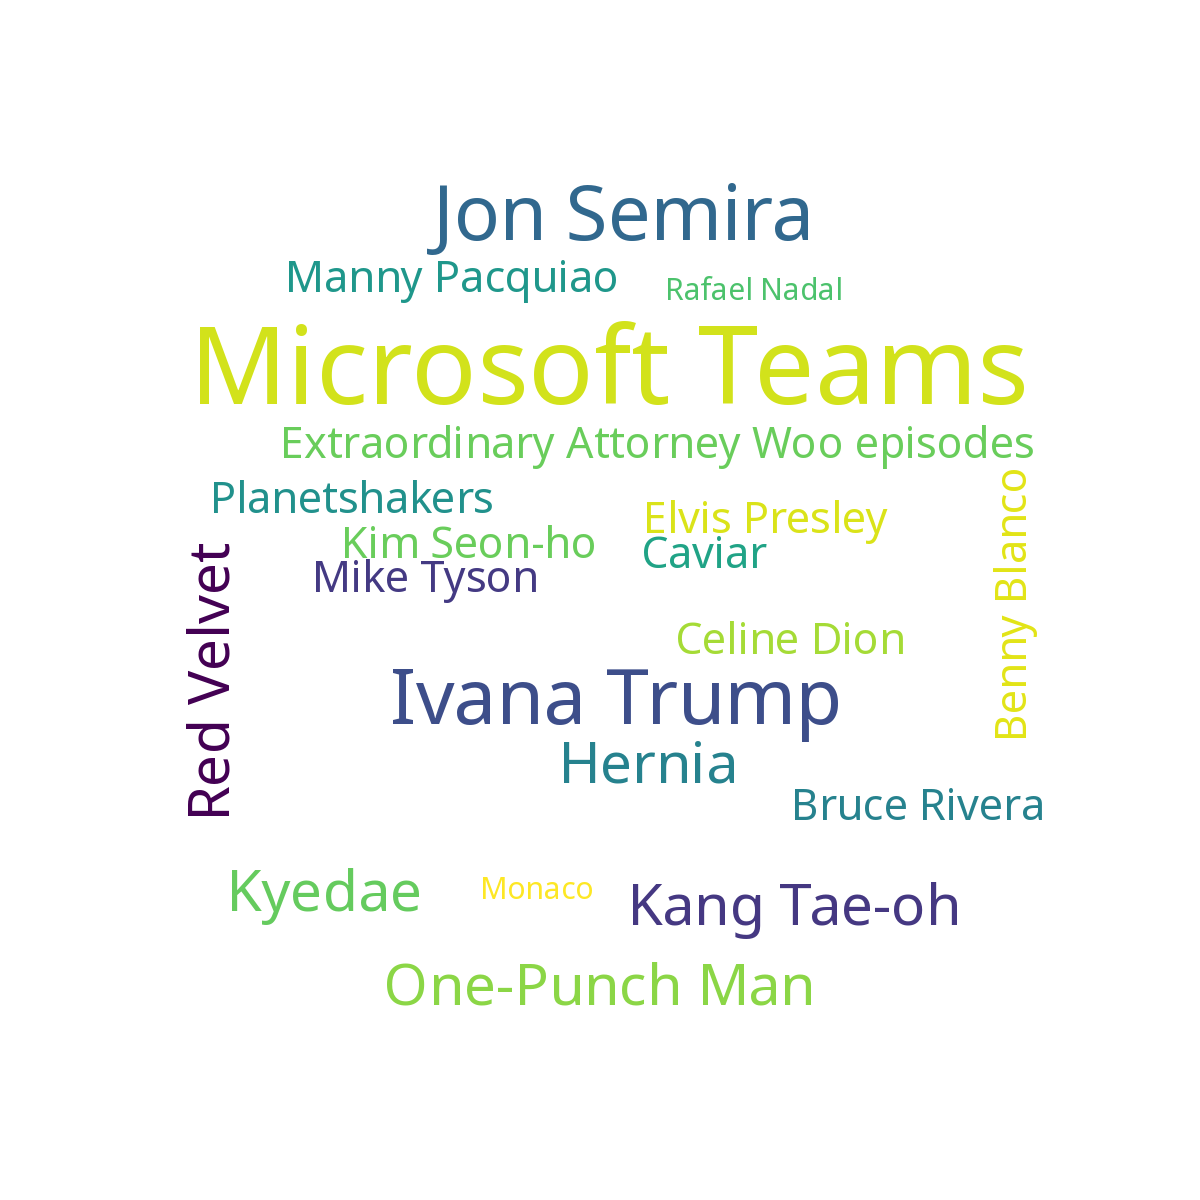 Jon Semira
Manny Pacquiao
Rafael Nadal
Microsoft Teams
Extraordinary Attorney Woo episodes
Planetshakers
Elvis Presley
Kim Seon-ho
Caviar
Mike Tyson
Benny Blanco
Red Velvet
Celine Dion
Ivana Trump
Hernia
Bruce Rivera
Kyedae
Monaco
Kang Tae-oh
One-Punch Man